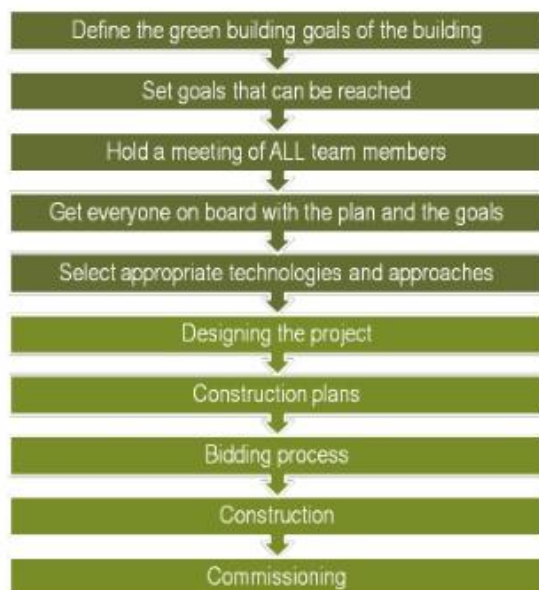 Define the green building goals of the building
Set goals that can be reached
Hold a meeting of ALL team members
Get everyone on board with the plan and the goals
Select appropriate technologies and approaches
Designing the project
Construction plans
Bidding process
Construction
Commissioning